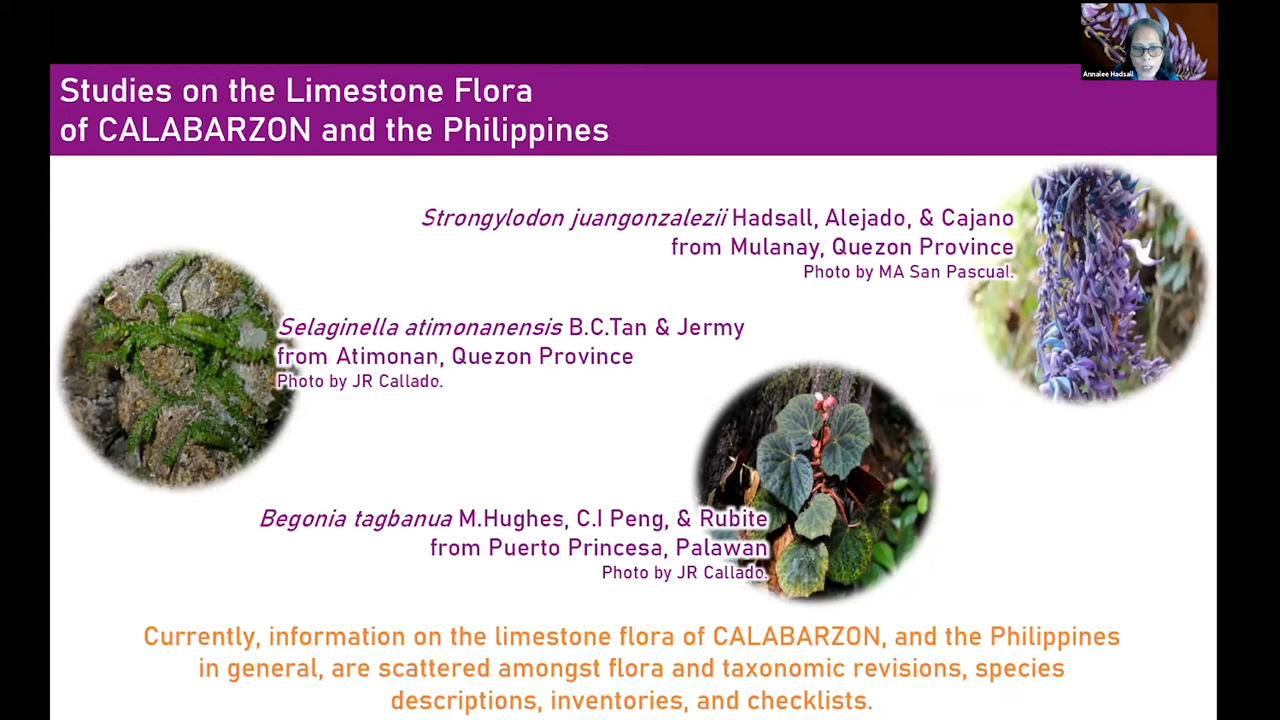 Annalee Hadsall
Studies on the Limestone Flora
of CALABARZON and the Philippines
Strongylodon juangonzalezii Hadsall, Alejado, & Cajano
from Mulanay, Quezon Province
Photo by MA San Pascual.
Selaginella atimonanensis B.C.Tan & Jermy
from Atimonan, Quezon Province
Photo by JR Callado.
Begonia tagbanua M.Hughes, C.I Peng, & Rubite
from Puerto Princesa, Palawan
Photo by JR Callado.
Currently, information on the limestone flora of CALABARZON, and the Philippines
in general, are scattered amongst flora and taxonomic revisions, species
descriptions, inventories, and checklists.